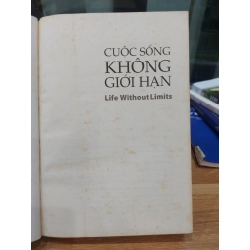 CUỘC SỐNG
KHÔNG
GIỚI HẠN
Life Without Limits